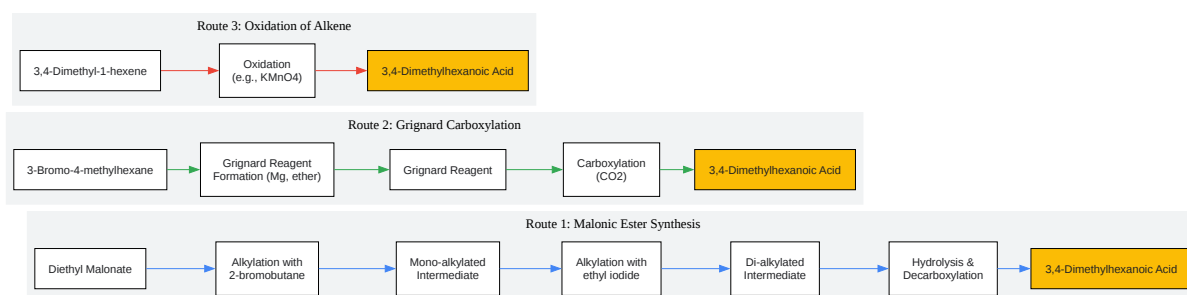 Route 3: Oxidation of Alkene
3,4-Dimethyl-1-hexene
Oxidation
(e.g., KMnO4)
3,4-Dimethylhexanoic Acid
Route 2: Grignard Carboxylation
3-Bromo-4-methylhexane
Grignard Reagent
Formation (Mg, ether)
Grignard Reagent
Carboxylation
(CO2)
3,4-Dimethylhexanoic Acid
Route 1: Malonic Ester Synthesis
Diethyl Malonate
Alkylation with
2-bromobutane
Mono-alkylated
Intermediate
Alkylation with
ethyl iodide
Di-alkylated
Intermediate
Hydrolysis &
Decarboxylation
3,4-Dimethylhexanoic Acid